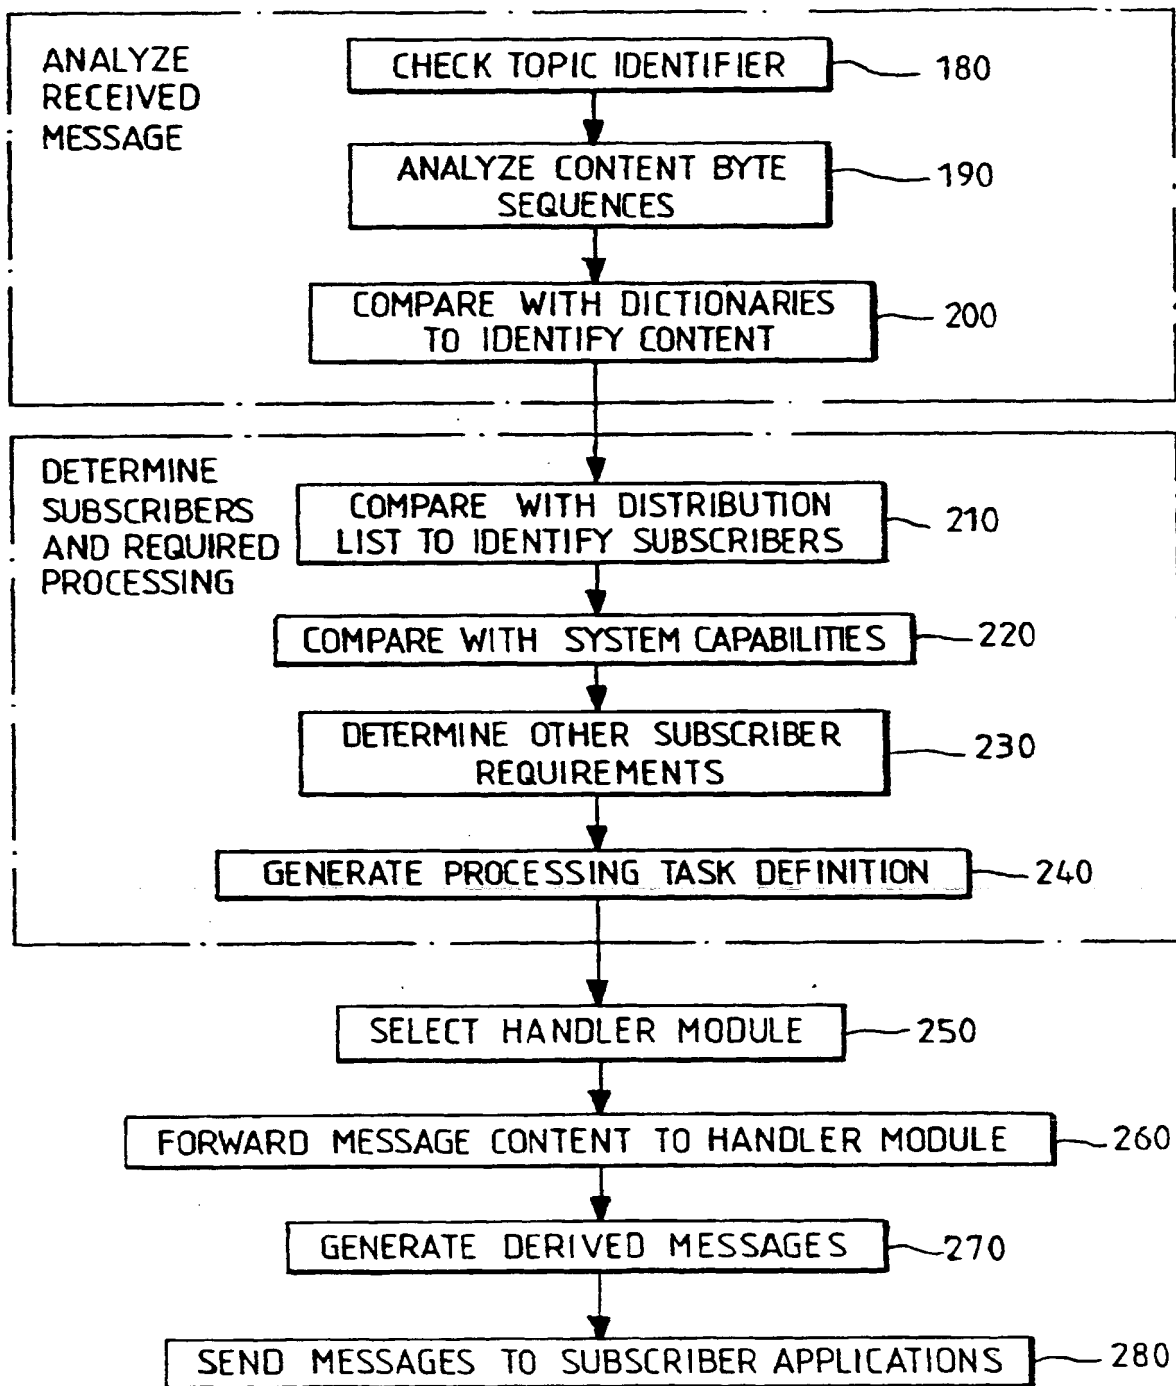 ANALYZE
RECEIVED
MESSAGE
CHECK TOPIC IDENTIFIER
180
ANALYZE CONTENT BYTE
SEQUENCES
190
COMPARE WITH DICTIONARIES
TO IDENTIFY CONTENT
200
DETERMINE
SUBSCRIBERS
AND REQUIRED
PROCESSING
COMPARE WITH DISTRIBUTION
LIST TO IDENTIFY SUBSCRIBERS
210
COMPARE WITH SYSTEM CAPABILITIES
220
DETERMINE OTHER SUBSCRIBER
REQUIREMENTS
230
GENERATE PROCESSING TASK DEFINITION
240
SELECT HANDLER MODULE
250
FORWARD MESSAGE CONTENT TO HANDLER MODULE
260
GENERATE DERIVED MESSAGES
270
SEND MESSAGES TO SUBSCRIBER APPLICATIONS
280